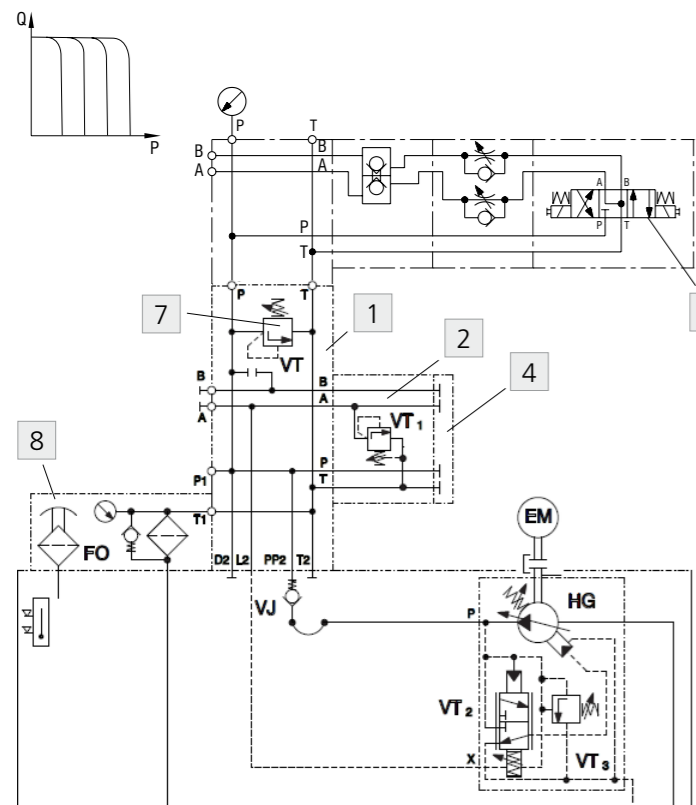 Q
P
P T
B B
A A
A B
P T
P
T
P T
7
1
VT
2
4
B B
A A
VT1
8
P1 P
T
T1
FO
EM
D2 L2 PP2 T2
HG
VJ
P
VT2
X
VT3